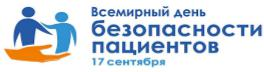 Всемирный день
безопасности
пациентов
17 сентября